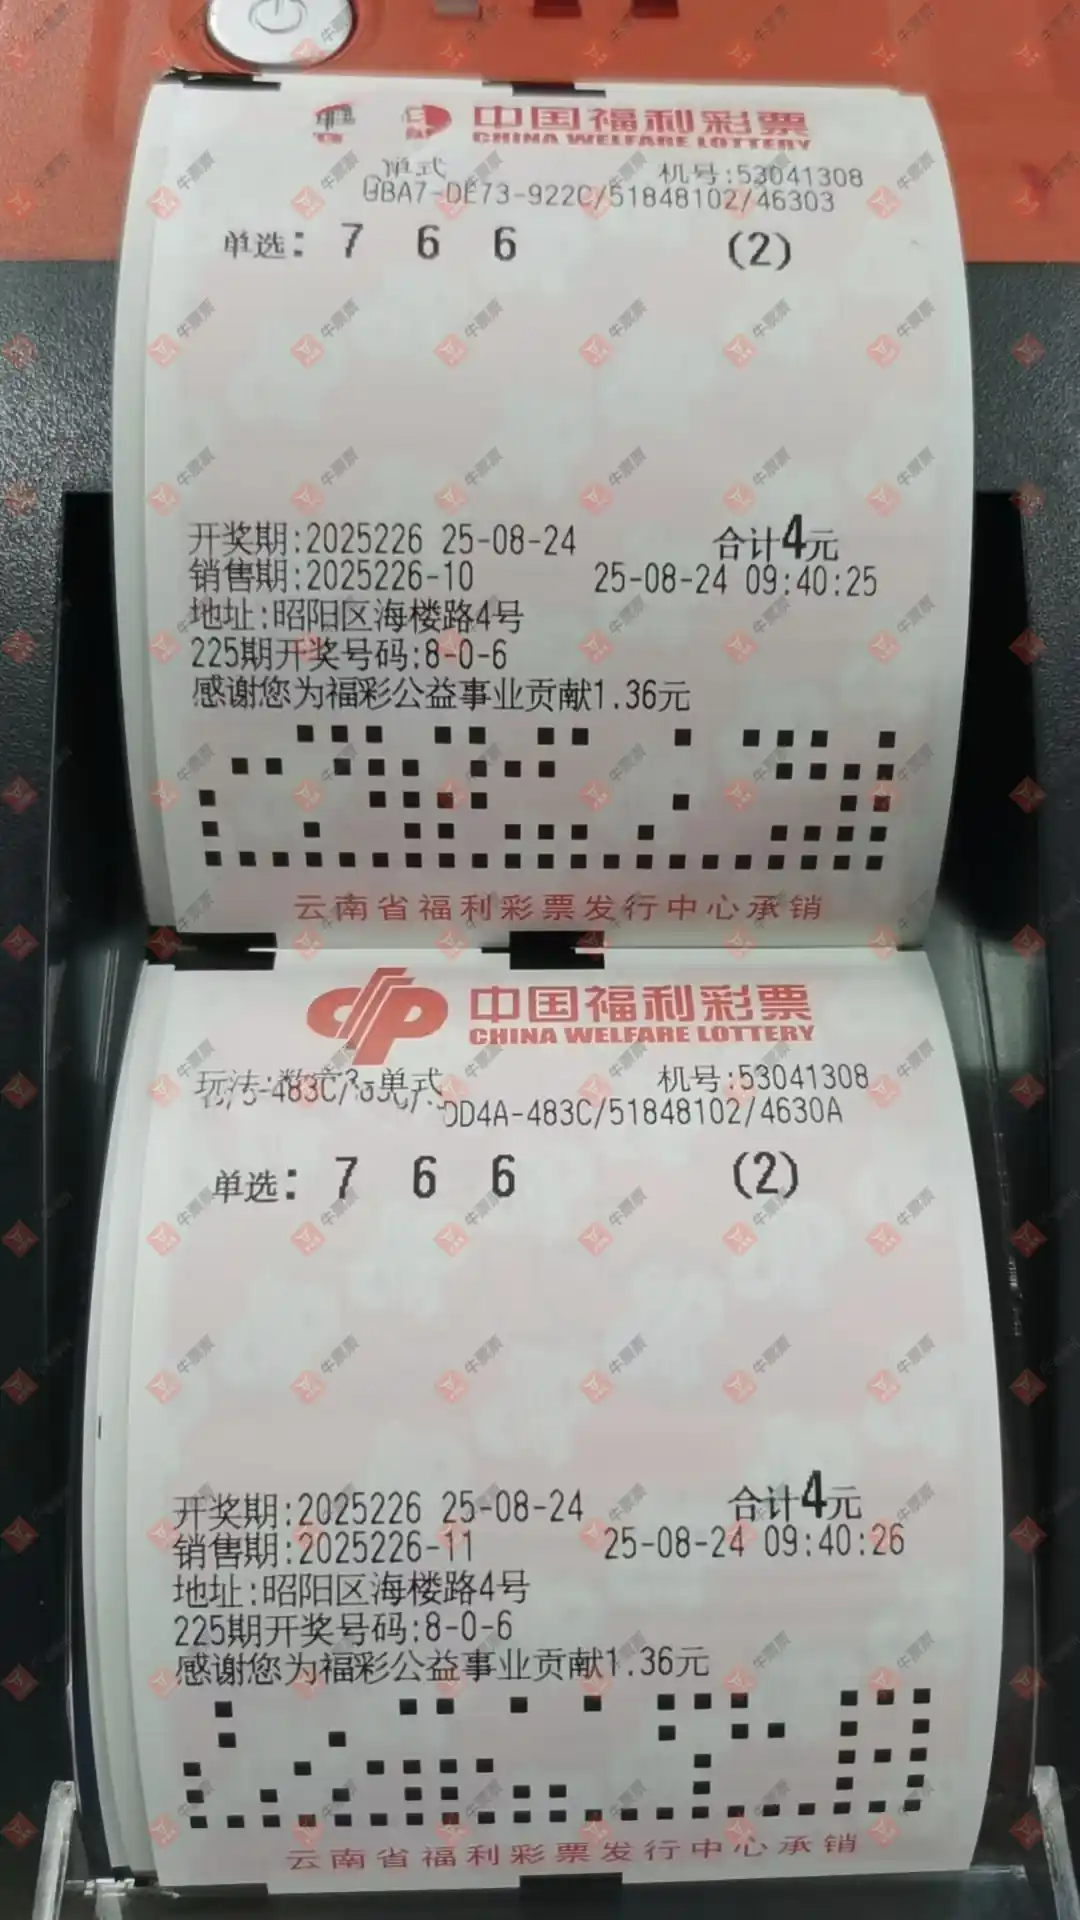 中国福利彩票
CHINA WELFARE LOTTERY
单式 机号:53041308
BA7-DE73-922C/51848102/46303
单选: 7 6 6 (2)
开奖期:2025226 25-08-24 合计4元
销售期:2025226-10 25-08-24 09:40:25
地址:昭阳区海楼路4号
225期开奖号码:8-0-6
感谢您为福彩公益事业贡献1.36元
云南省福利彩票发行中心承销
中国福利彩票
CHINA WELFARE LOTTERY
玩法 单式 机号:53041308
DD4A-483C/51848102/4630A
单选: 7 6 6 (2)
开奖期:2025226 25-08-24 合计4元
销售期:2025226-11 25-08-24 09:40:26
地址:昭阳区海楼路4号
225期开奖号码:8-0-6
感谢您为福彩公益事业贡献1.36元
云南省福利彩票发行中心承销
牛票票